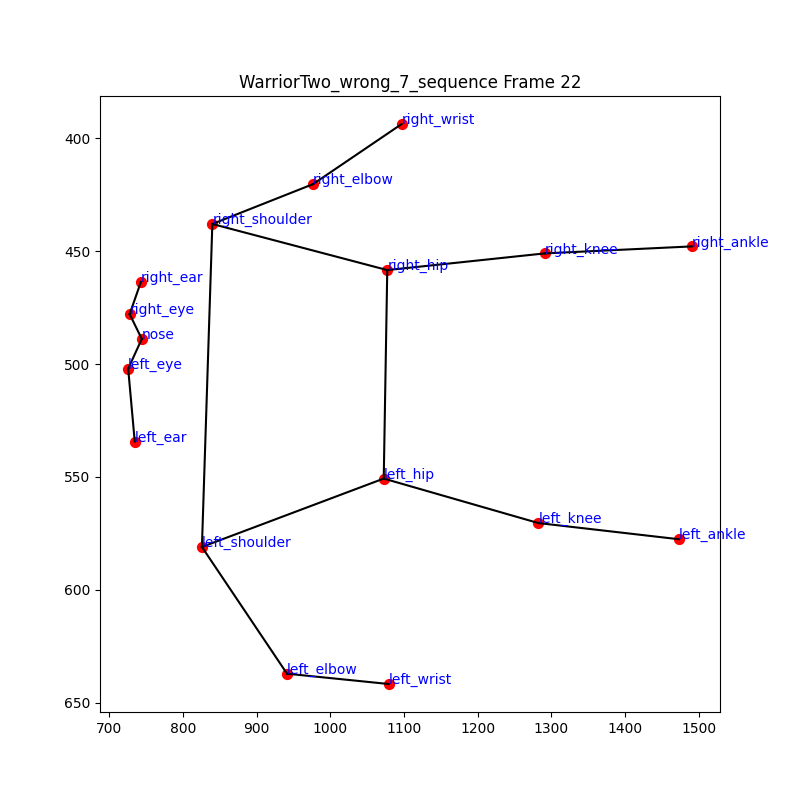 WarriorTwo_wrong_7_sequence Frame 22
right_wrist
400
right_elbow
right_shoulder
right_ankle
right_knee
450
right_hip
right_ear
right_eye
nose
500
left_eye
left_ear
left_hip
550
left_knee
left_ankle
left_shoulder
600
left_elbow
left_wrist
650
700 800 900 1000 1100 1200 1300 1400 1500